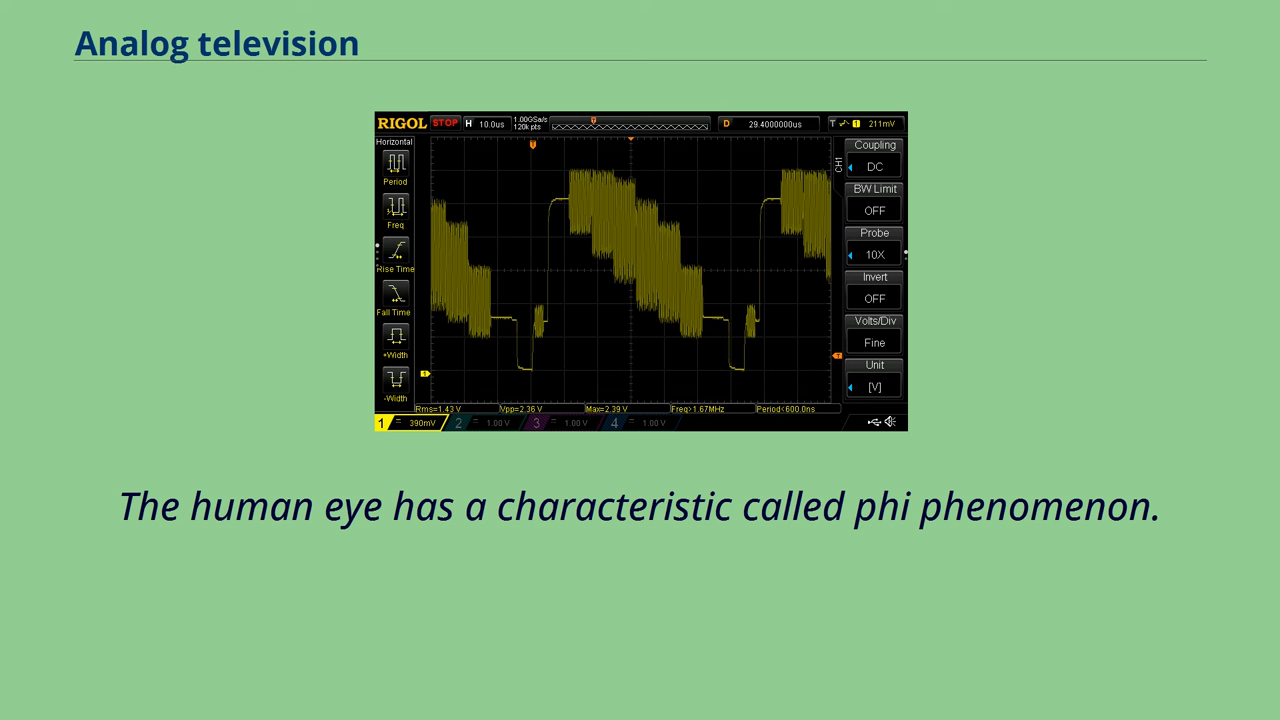 Analog television
RIGOL STOP H 10.0us 1.00GSa/s 120k pts T D 29.4000000us T 1 211mV
Horizontal
Period
Freq
Rise Time
Fall Time
+Width
-Width
T
1
T
CH1
Coupling
DC
BW Limit
OFF
Probe
10X
Invert
OFF
Volts/Div
Fine
Unit
[V]
Rms=1.43 V Vpp=2.36 V Max=2.39 V Freq>1.67MHz Period<600.0ns
1 = 390mV 2 = 1.00 V 3 = 1.00 V 4 = 1.00 V
The human eye has a characteristic called phi phenomenon.